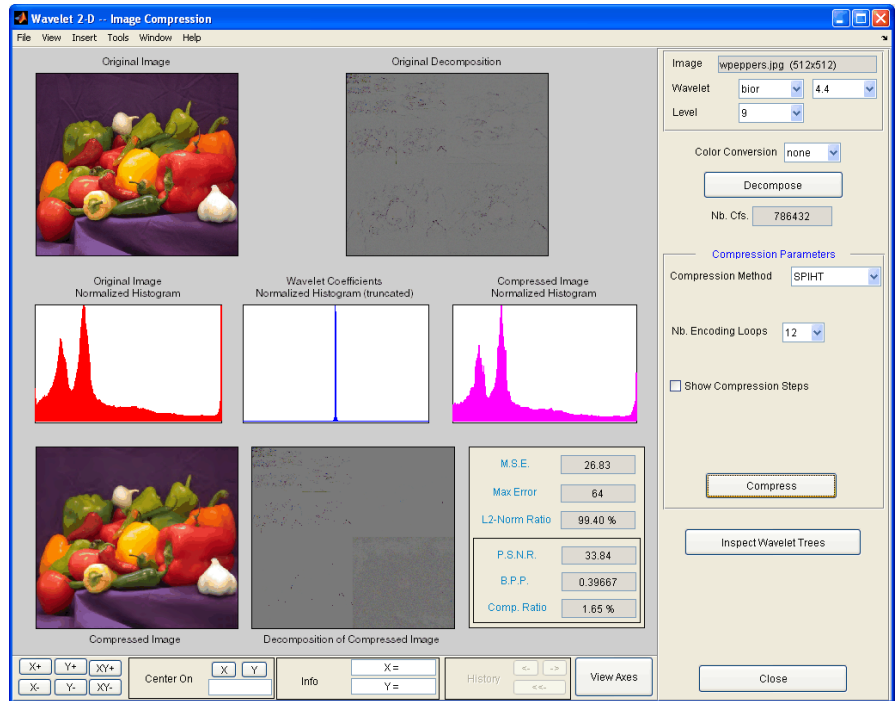 Wavelet 2-D -- Image Compression
File View Insert Tools Window Help
Original Image
Original Decomposition
Original Image
Normalized Histogram
Wavelet Coefficients
Normalized Histogram (truncated)
Compressed Image
Normalized Histogram
M.S.E. 26.83
Max Error 64
L2-Norm Ratio 99.40 %
P.S.N.R. 33.84
B.P.P. 0.39667
Comp. Ratio 1.65 %
Compressed Image
Decomposition of Compressed Image
Image wpeppers.jpg (512x512)
Wavelet bior 4.4
Level 9
Color Conversion none
Decompose
Nb. Cfs. 786432
Compression Parameters
Compression Method SPIHT
Nb. Encoding Loops 12
Show Compression Steps
Compress
Inspect Wavelet Trees
X+ Y+ XY+
X- Y- XY-
Center On X Y
Info X =
Y =
History <- ->
<<-
View Axes
Close